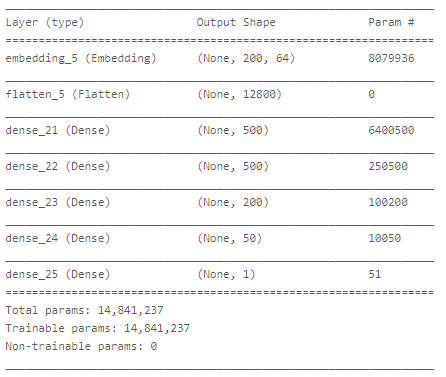 Layer (type) Output Shape Param #
embedding_5 (Embedding) (None, 200, 64) 8079936
flatten_5 (Flatten) (None, 12800) 0
dense_21 (Dense) (None, 500) 6400500
dense_22 (Dense) (None, 500) 250500
dense_23 (Dense) (None, 200) 100200
dense_24 (Dense) (None, 50) 10050
dense_25 (Dense) (None, 1) 51
Total params: 14,841,237
Trainable params: 14,841,237
Non-trainable params: 0